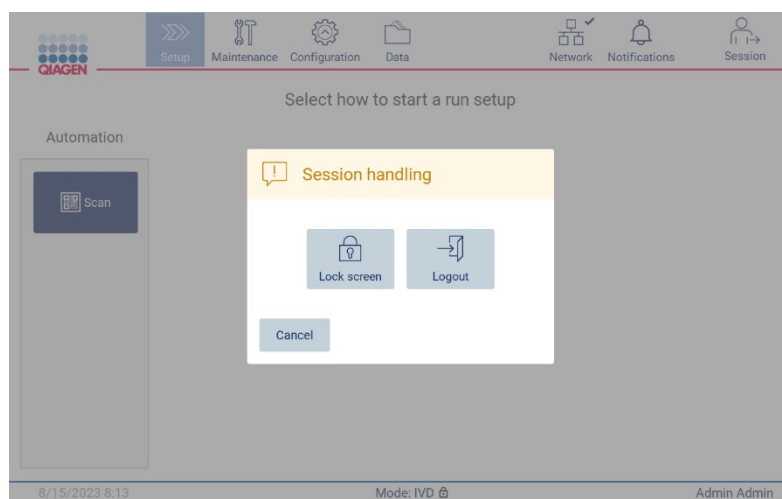 QIAGEN
Setup
Maintenance
Configuration
Data
Network
Notifications
Session
Select how to start a run setup
Automation
Scan
! Session handling
Lock screen
Logout
Cancel
8/15/2023 8:13
Mode: IVD
Admin Admin